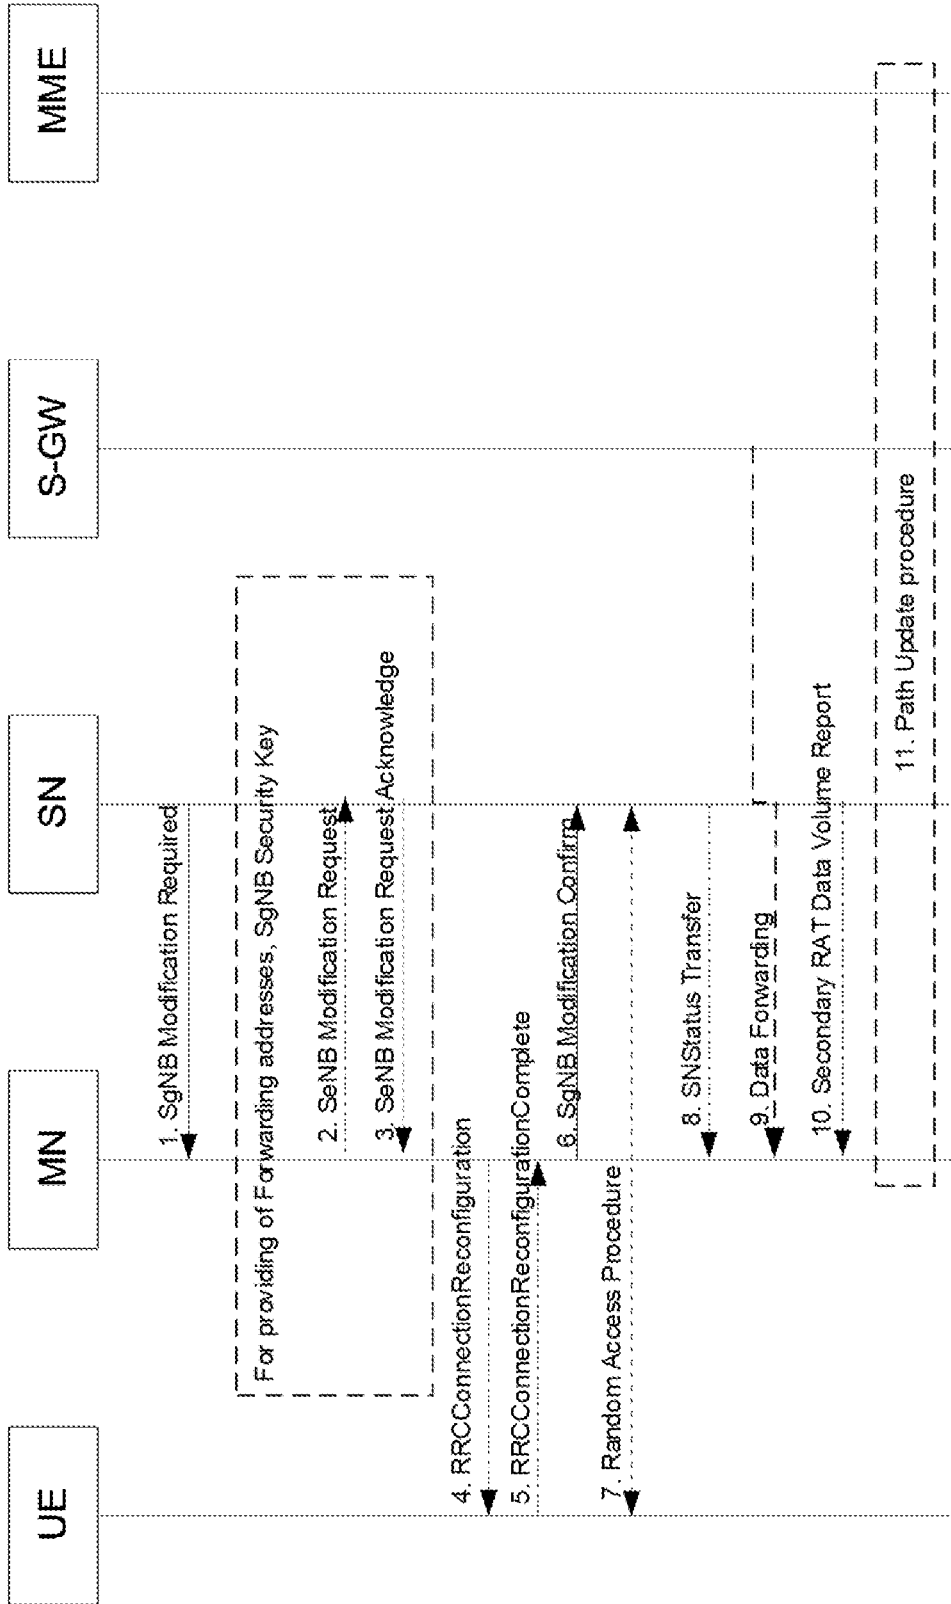 UE
MN
SN
S-GW
MME
1. SgNB Modification Required
For providing of Forwarding addresses, SgNB Security Key
2. SeNB Modification Request
3. SeNB Modification Request Acknowledge
4. RRCConnectionReconfiguration
5. RRCConnectionReconfigurationComplete
6. SgNB Modification Confirm
7. Random Access Procedure
8. SNStatus Transfer
9. Data Forwarding
10. Secondary RAT Data Volume Report
11. Path Update procedure